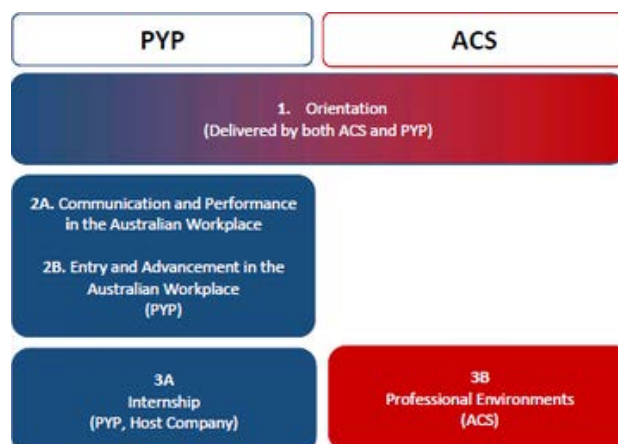 PYP
ACS
1. Orientation
(Delivered by both ACS and PYP)
2A. Communication and Performance
in the Australian Workplace
2B. Entry and Advancement in the
Australian Workplace
(PYP)
3A
Internship
(PYP, Host Company)
3B
Professional Environments
(ACS)